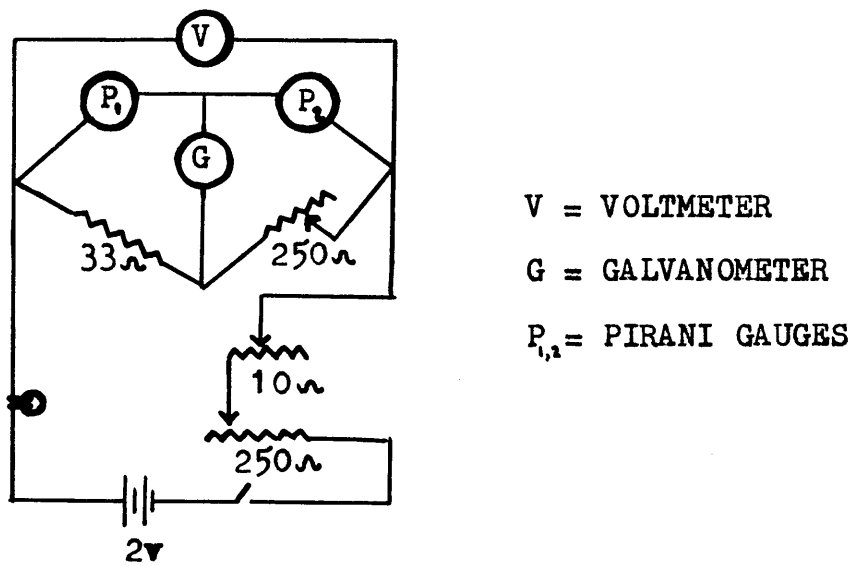 V
P₁
P₂
G
33Ω
250Ω
V = VOLTMETER
G = GALVANOMETER
P₁,₂ = PIRANI GAUGES
10Ω
250Ω
2V